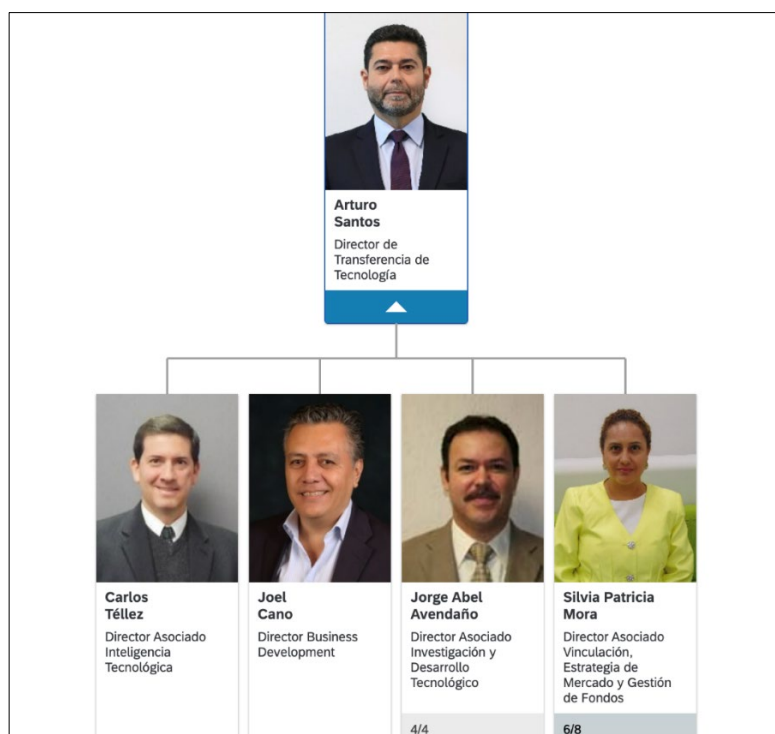 Arturo
Santos
Director de
Transferencia de
Tecnología
Carlos
Téllez
Director Asociado
Inteligencia
Tecnológica
Joel
Cano
Director Business
Development
Jorge Abel
Avendaño
Director Asociado
Investigación y
Desarrollo
Tecnológico
4/4
Silvia Patricia
Mora
Director Asociado
Vinculación,
Estrategia de
Mercado y Gestión
de Fondos
6/8